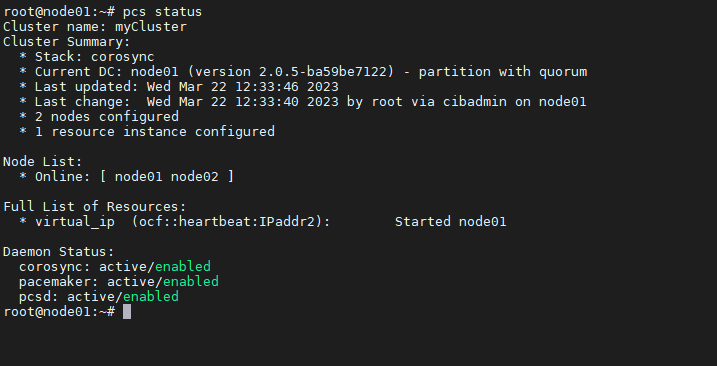 root@node01:~# pcs status
Cluster name: myCluster
Cluster Summary:
  * Stack: corosync
  * Current DC: node01 (version 2.0.5-ba59be7122) - partition with quorum
  * Last updated: Wed Mar 22 12:33:46 2023
  * Last change:  Wed Mar 22 12:33:40 2023 by root via cibadmin on node01
  * 2 nodes configured
  * 1 resource instance configured

Node List:
  * Online: [ node01 node02 ]

Full List of Resources:
  * virtual_ip  (ocf::heartbeat:IPaddr2):        Started node01

Daemon Status:
  corosync: active/enabled
  pacemaker: active/enabled
  pcsd: active/enabled
root@node01:~#